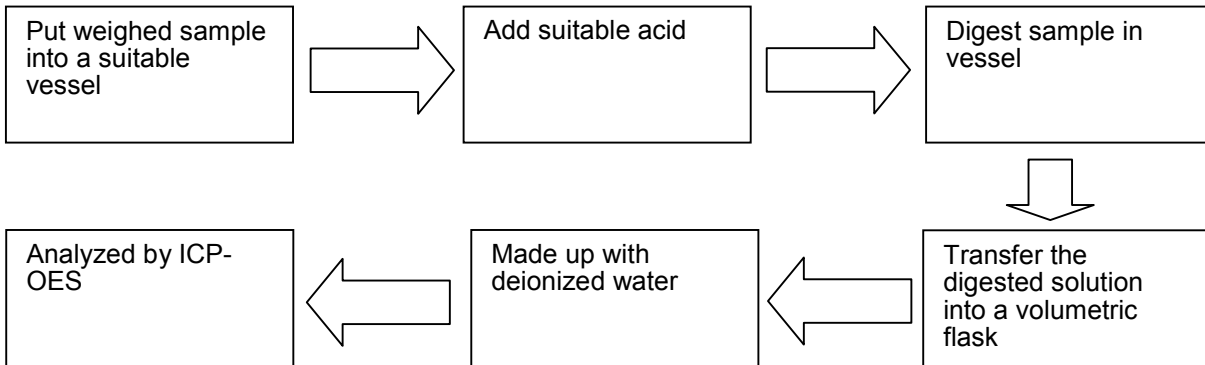 Put weighed sample
into a suitable
vessel
Add suitable acid
Digest sample in
vessel
Transfer the
digested solution
into a volumetric
flask
Made up with
deionized water
Analyzed by ICP-
OES